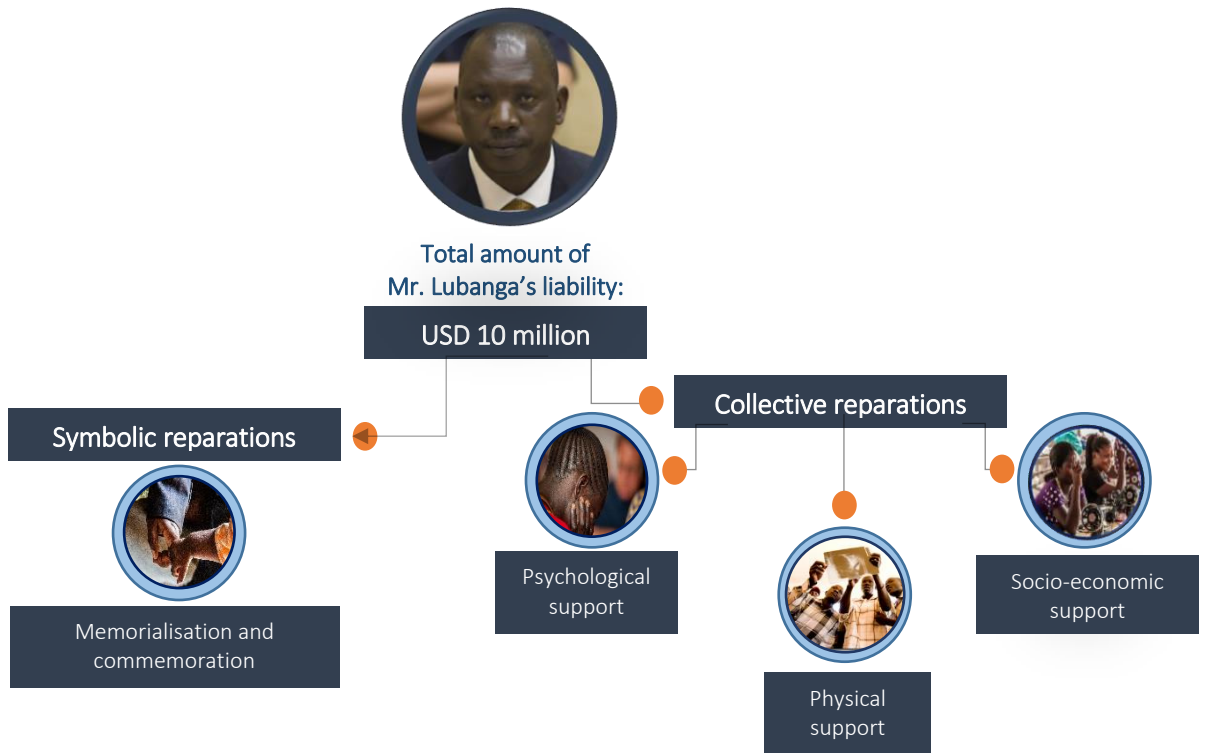 Total amount of
Mr. Lubanga’s liability:
USD 10 million
Symbolic reparations
Collective reparations
Memorialisation and
commemoration
Psychological
support
Physical
support
Socio-economic
support